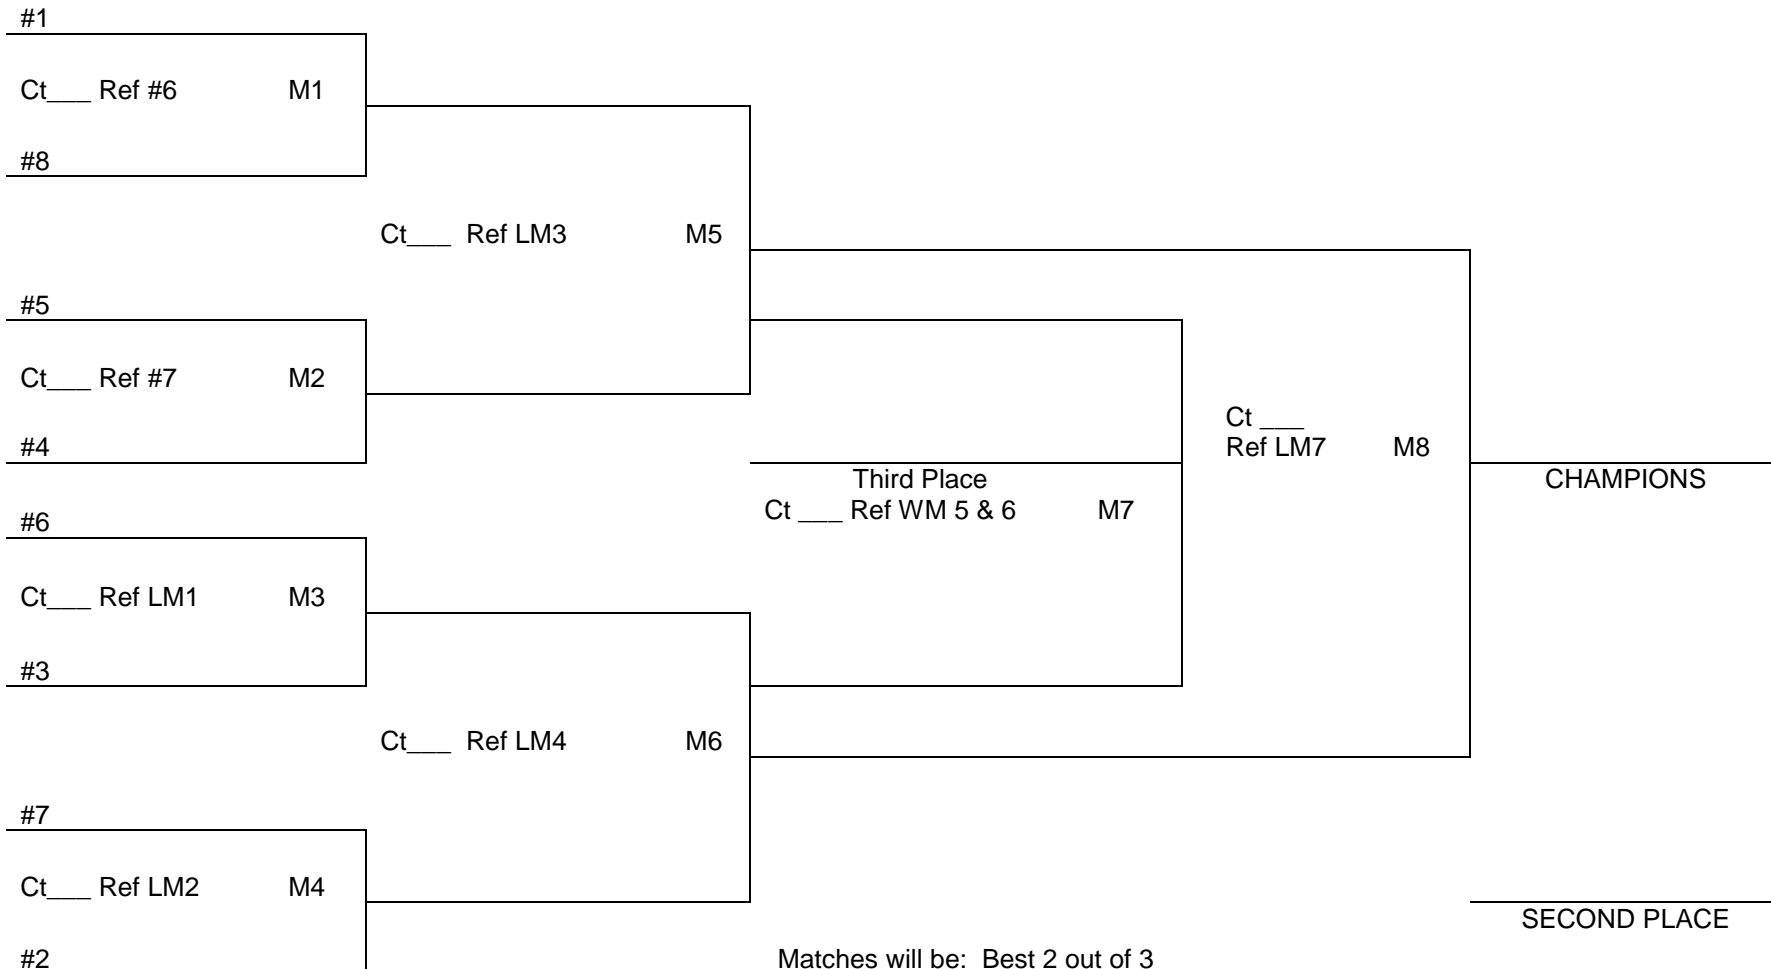 #1
Ct___ Ref #6 M1
#8
Ct___ Ref LM3 M5
#5
Ct___ Ref #7 M2
#4
Ct ___
Ref LM7 M8
Third Place
CHAMPIONS
Ct ___ Ref WM 5 & 6 M7
#6
Ct___ Ref LM1 M3
#3
Ct___ Ref LM4 M6
#7
Ct___ Ref LM2 M4
SECOND PLACE
#2
Matches will be: Best 2 out of 3